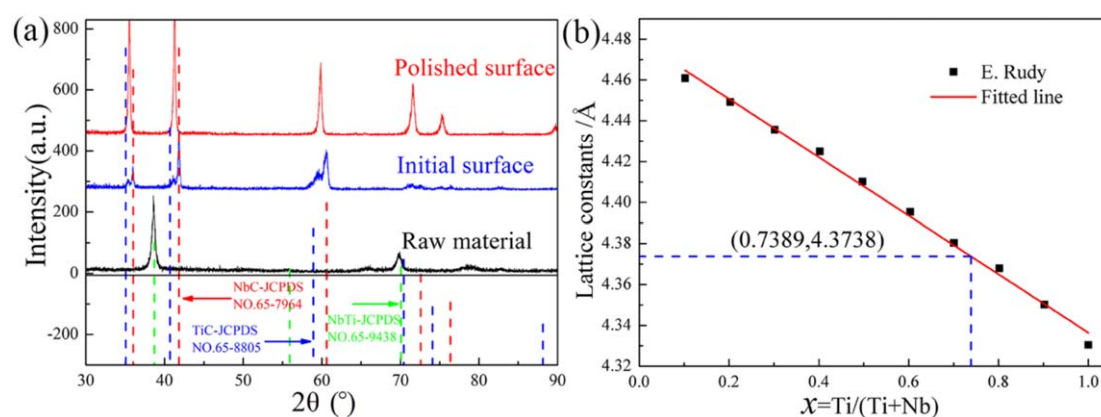 (a)
800
600
400
200
0
-200
Intensity(a.u.)
Polished surface
Initial surface
Raw material
NbC-JCPDS
NO.65-7964
TiC-JCPDS
NO.65-8805
NbTi-JCPDS
NO.65-9438
30 40 50 60 70 80 90
2θ (°)
(b)
4.48
4.46
4.44
4.42
4.40
4.38
4.36
4.34
4.32
Lattice constants /Å
E. Rudy
Fitted line
(0.7389,4.3738)
0.0 0.2 0.4 0.6 0.8 1.0
x=Ti/(Ti+Nb)